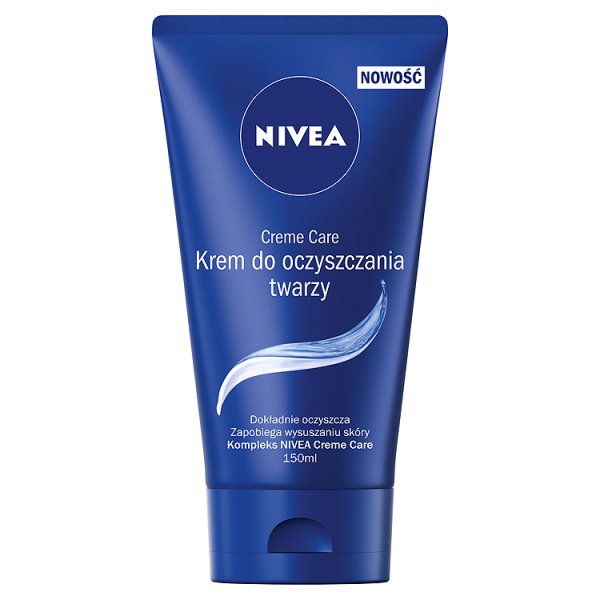 NOWOŚĆ
NIVEA
Creme Care
Krem do oczyszczania
twarzy
Dokładnie oczyszcza
Zapobiega wysuszaniu skóry
Kompleks NIVEA Creme Care
150ml